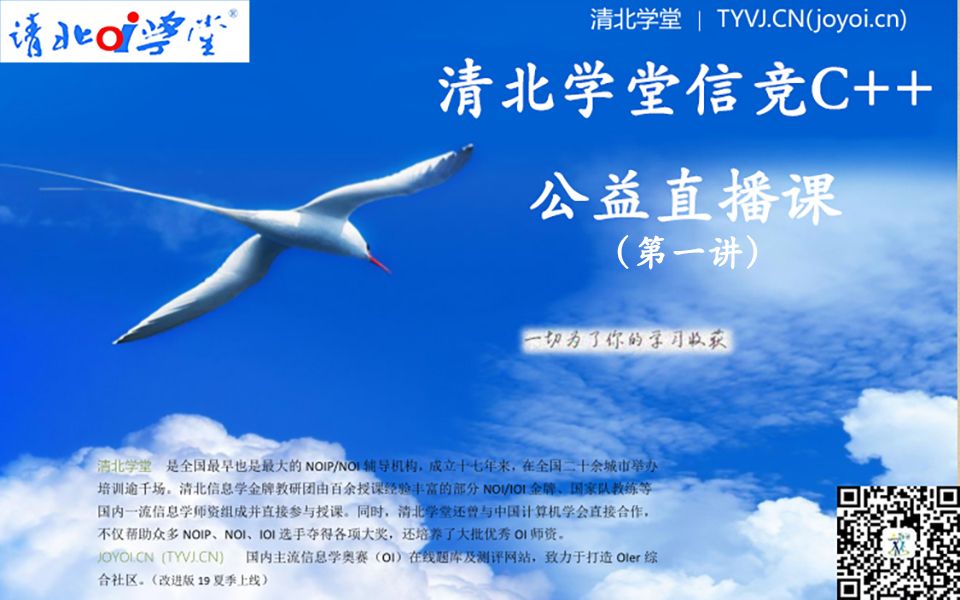 清北oi学堂®
清北学堂 | TYVJ.CN(joyoi.cn)
清北学堂信竞C++
公益直播课
（第一讲）
一切为了你的学习收获
清北学堂 是全国最早也是最大的 NOIP/NOI 辅导机构，成立十七年来，在全国二十余城市举办
培训逾千场。清北信息学金牌教研团由百余授课经验丰富的部分 NOI/IOI 金牌、国家队教练等
国内一流信息学师资组成并直接参与授课。同时，清北学堂还曾与中国计算机学会直接合作，
不仅帮助众多 NOIP、NOI、IOI 选手夺得各项大奖，还培养了大批优秀 OI 师资。
JOYOI.CN (TYVJ.CN) 国内主流信息学奥赛（OI）在线题库及测评网站，致力于打造 OIer 综
合社区。（改进版 19 夏季上线）